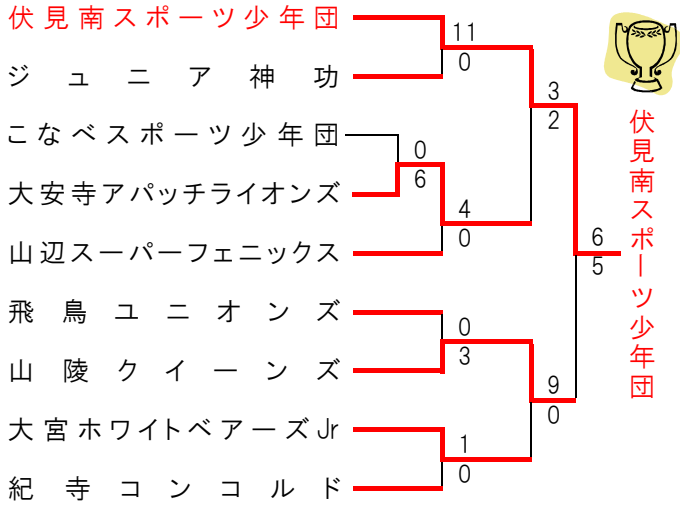 伏見南スポーツ少年団
ジュニア神功
こなべスポーツ少年団
大安寺アパッチライオンズ
山辺スーパーフェニックス
飛鳥ユニオンズ
山陵クイーンズ
大宮ホワイトベアーズJr
紀寺コンコルド
11
0
0
6
4
0
3
2
0
3
1
0
9
0
6
5
伏見南スポーツ少年団